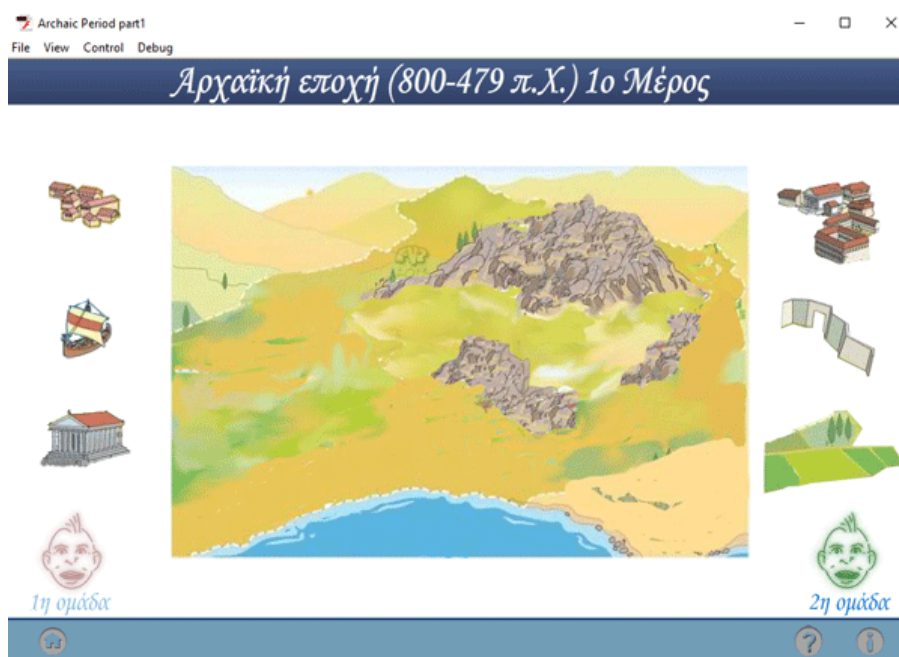 Archaic Period part1
File View Control Debug
Αρχαϊκή εποχή (800-479 π.Χ.) 1ο Μέρος
1η ομάδα
2η ομάδα
?
i